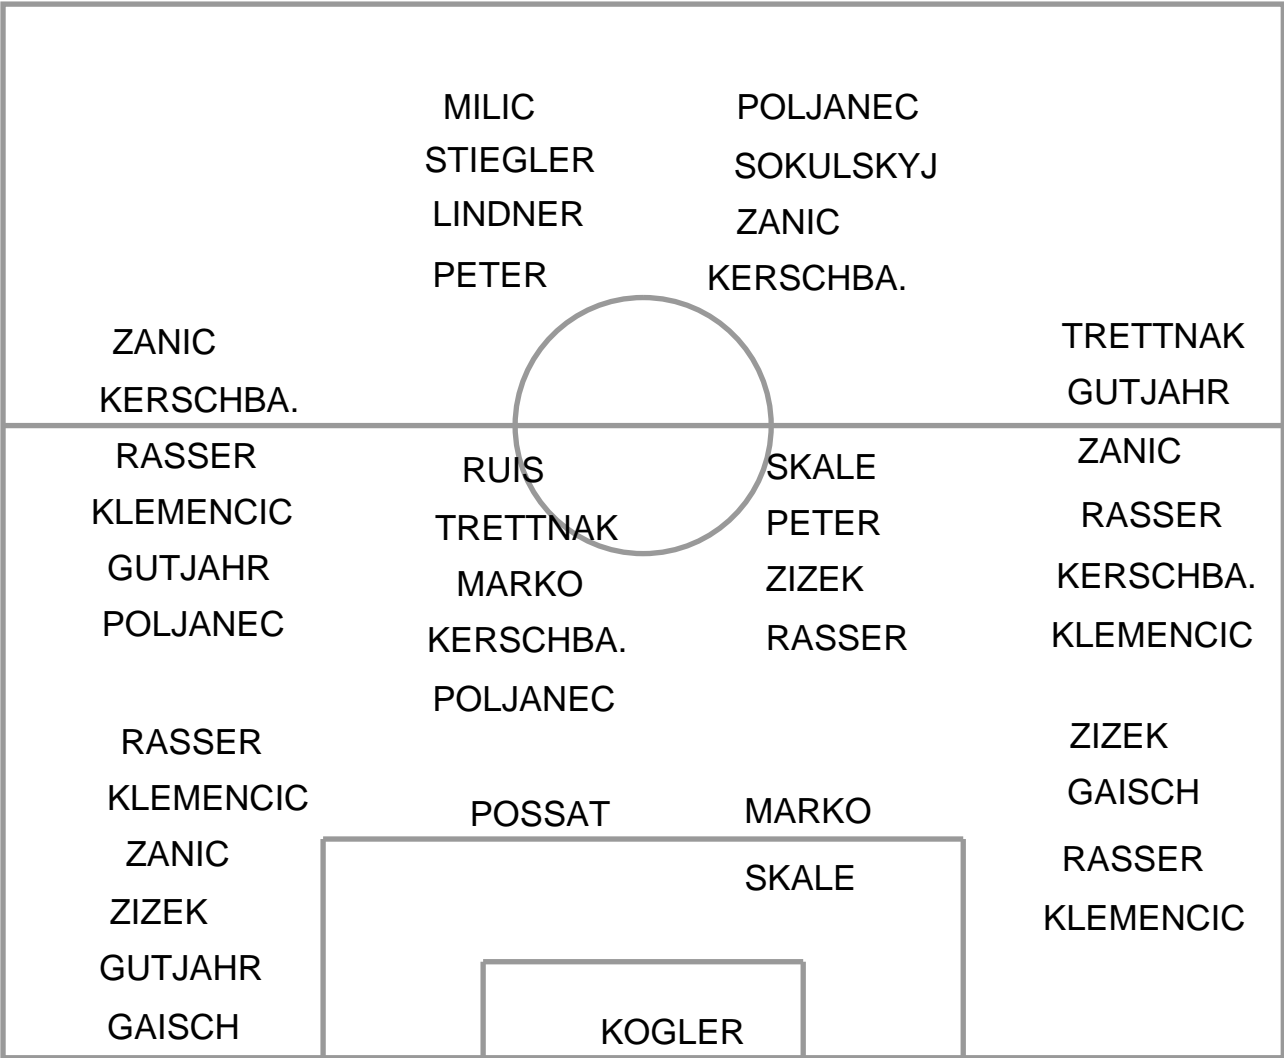 MILIC
STIEGLER
LINDNER
PETER
POLJANEC
SOKULSKYJ
ZANIC
KERSCHBA.
ZANIC
KERSCHBA.
RASSER
KLEMENCIC
GUTJAHR
POLJANEC
RUIS
TRETTNAK
MARKO
KERSCHBA.
POLJANEC
SKALE
PETER
ZIZEK
RASSER
TRETTNAK
GUTJAHR
ZANIC
RASSER
KERSCHBA.
KLEMENCIC
RASSER
KLEMENCIC
ZANIC
ZIZEK
GUTJAHR
GAISCH
POSSAT
MARKO
SKALE
ZIZEK
GAISCH
RASSER
KLEMENCIC
KOGLER